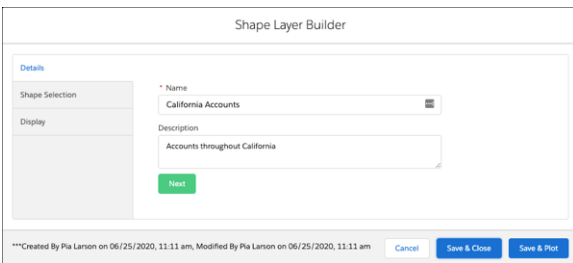 Shape Layer Builder
Details
Shape Selection
Display
* Name
California Accounts
Description
Accounts throughout California
Next
***Created By Pia Larson on 06/25/2020, 11:11 am, Modified By Pia Larson on 06/25/2020, 11:11 am
Cancel
Save & Close
Save & Plot